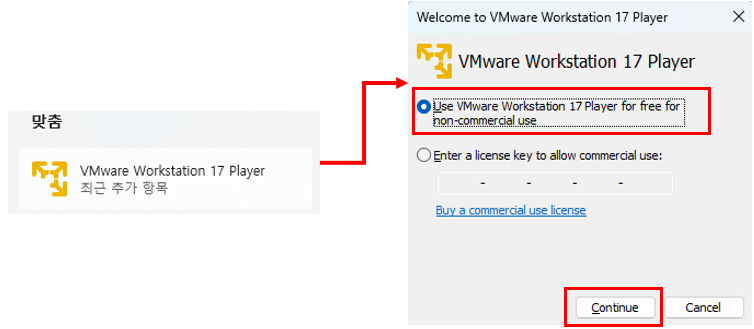 맞춤
VMware Workstation 17 Player
최근 추가 항목
Welcome to VMware Workstation 17 Player
VMware Workstation 17 Player
Use VMware Workstation 17 Player for free for
non-commercial use
Enter a license key to allow commercial use:
- - - -
Buy a commercial use license
Continue
Cancel